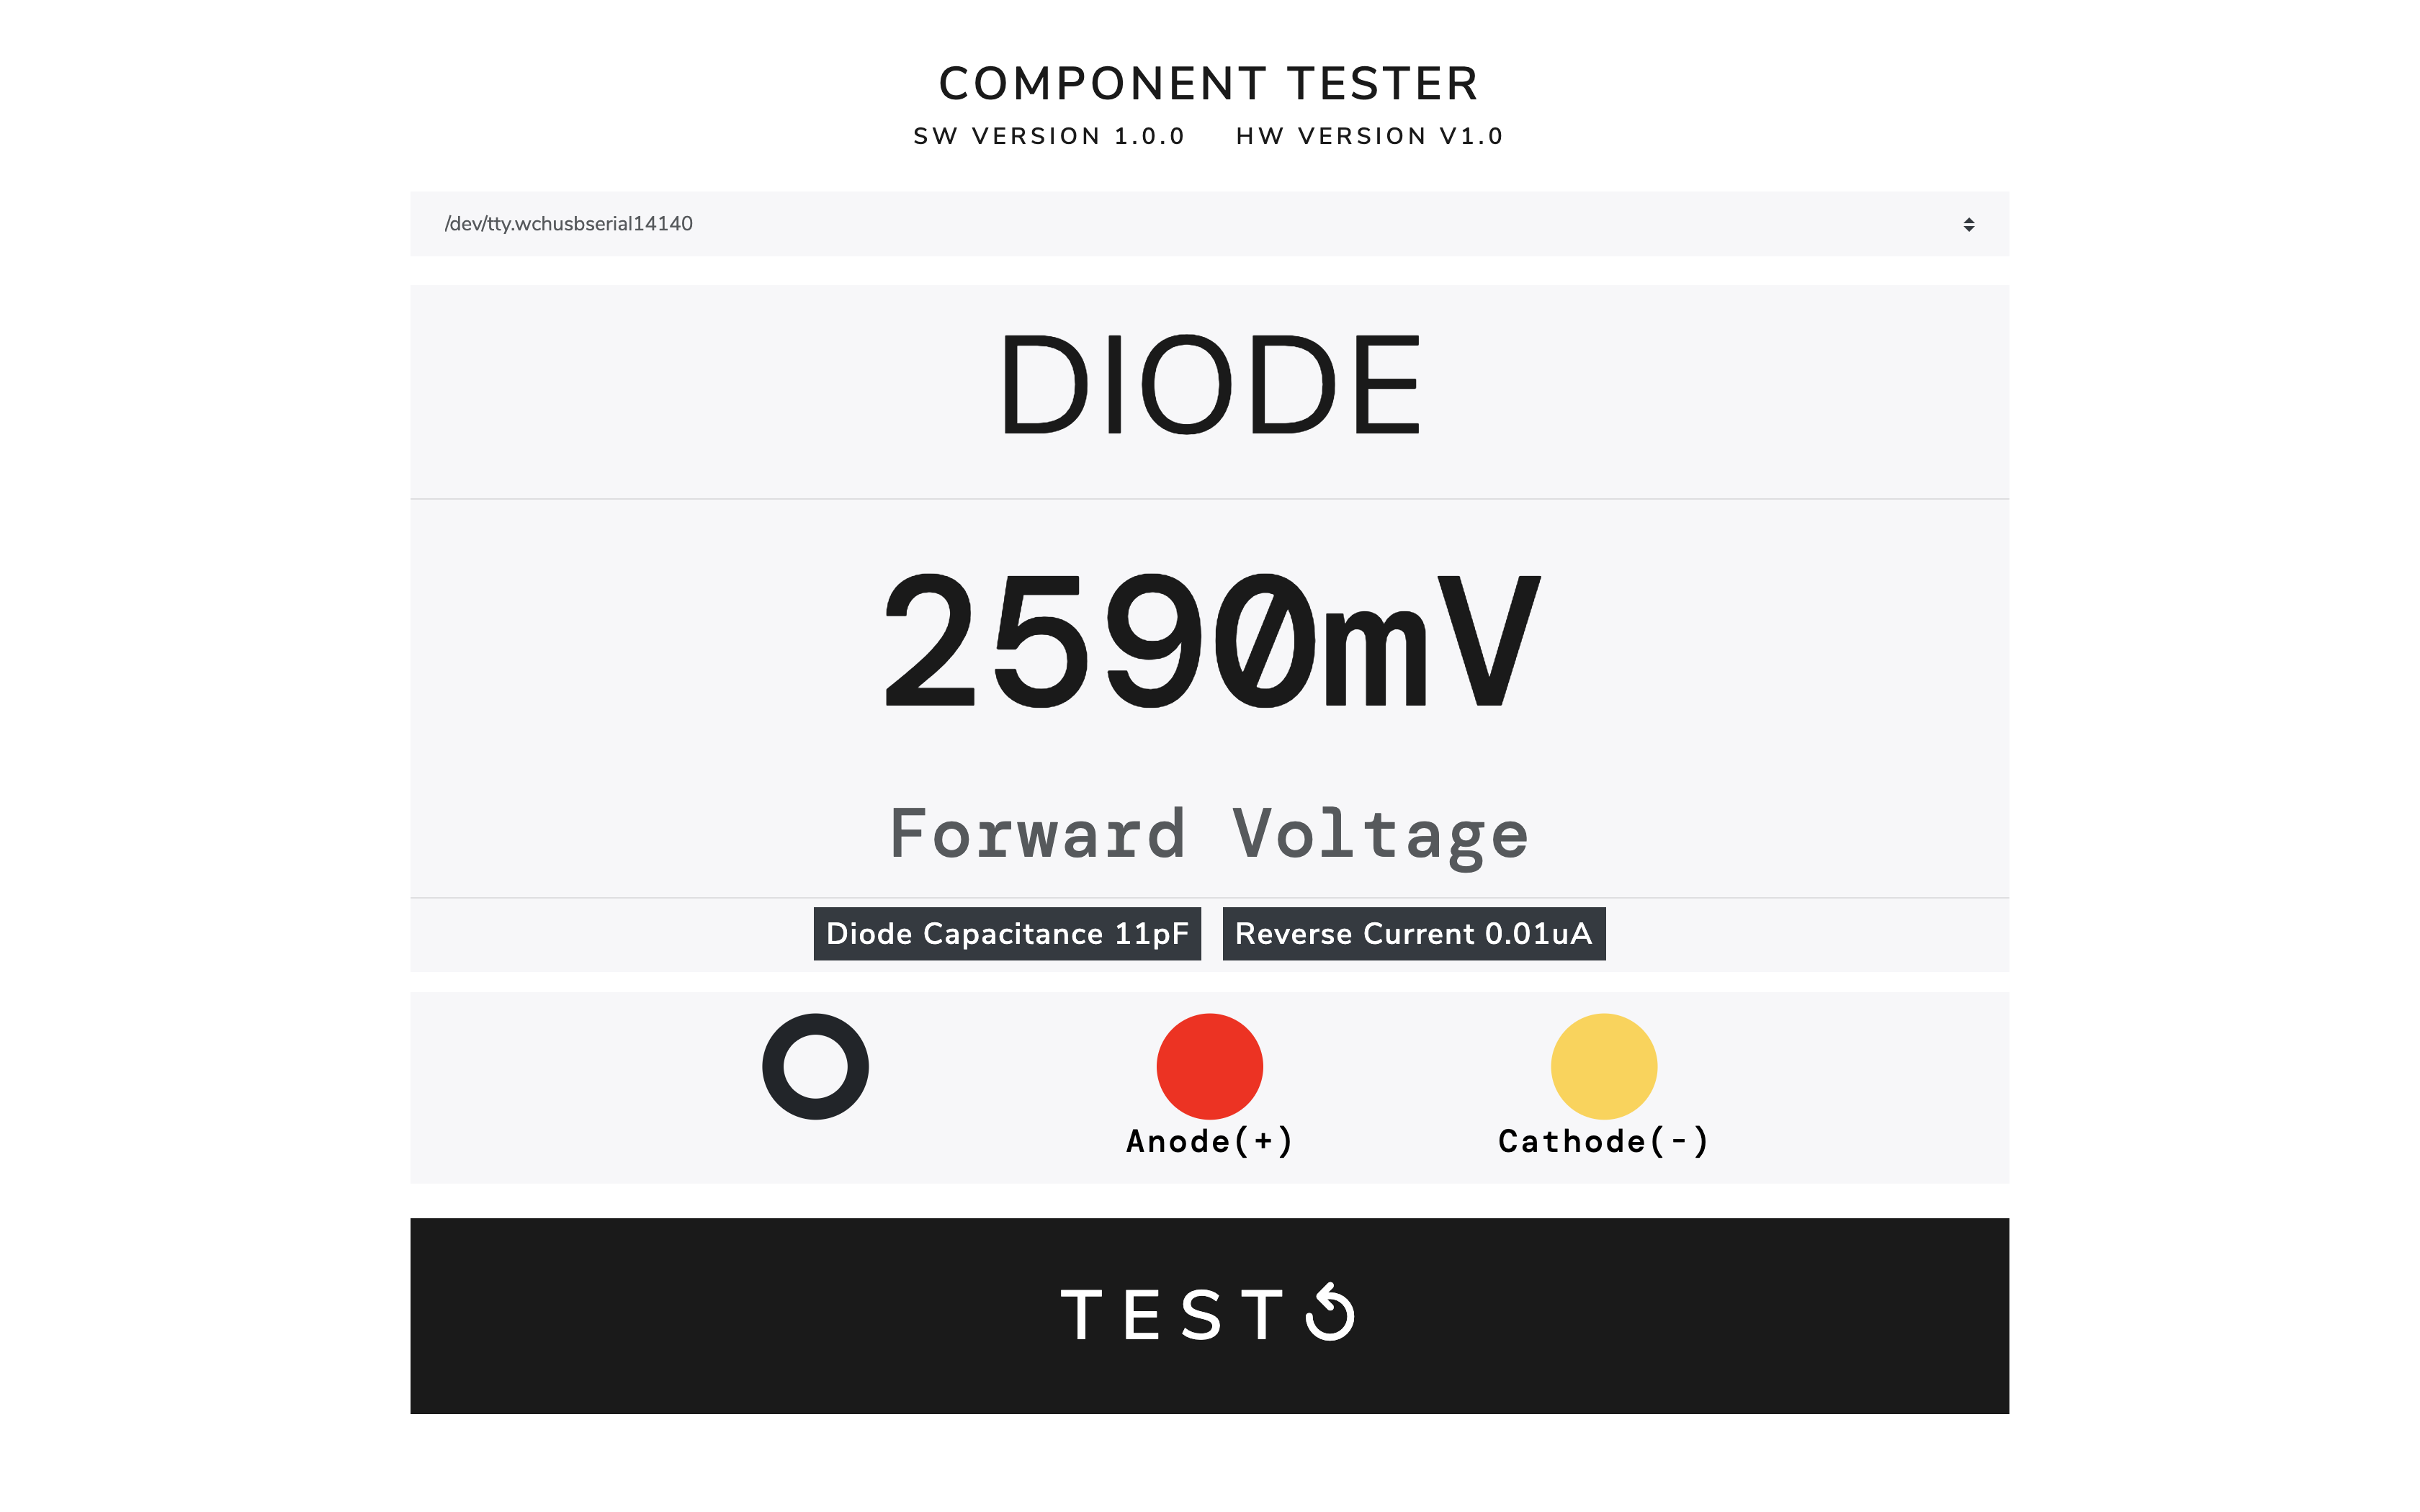 COMPONENT TESTER
SW VERSION 1.0.0 HW VERSION V1.0
/dev/tty.wchusbserial14140
DIODE
2590mV
Forward Voltage
Diode Capacitance 11pF Reverse Current 0.01uA
Anode(+) Cathode(-)
TEST